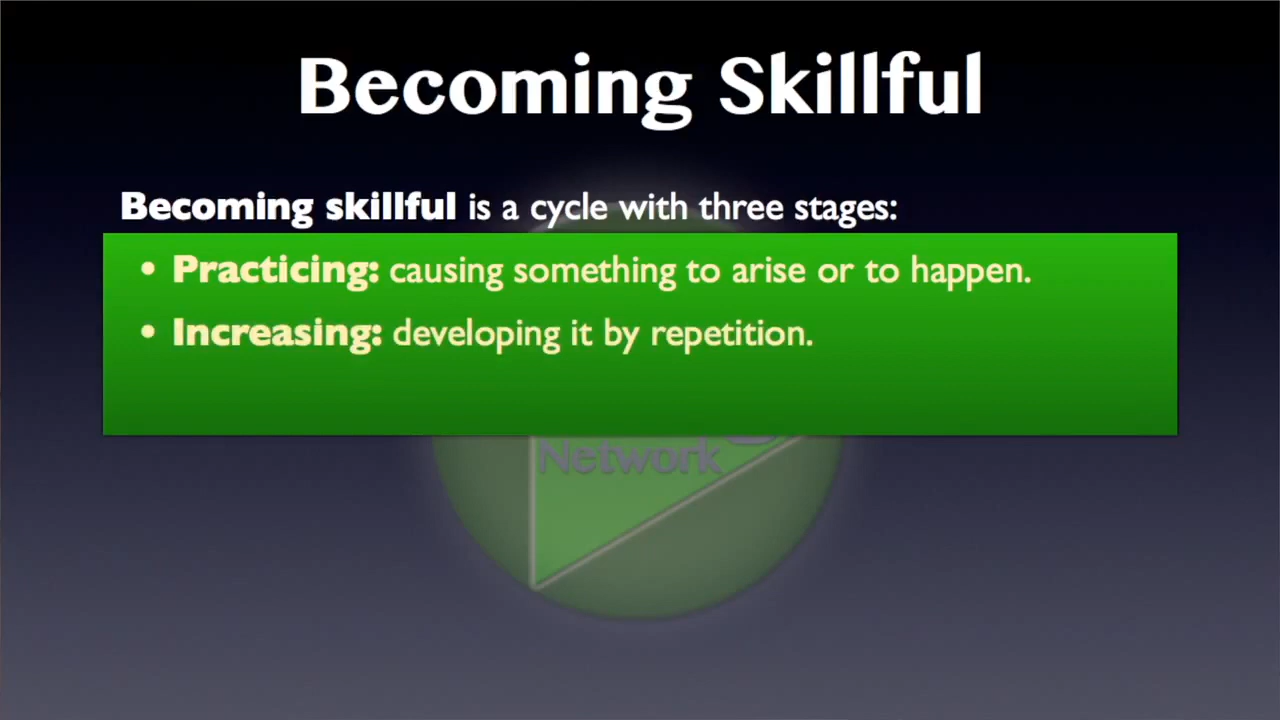 Becoming Skillful
Becoming skillful is a cycle with three stages:
• Practicing: causing something to arise or to happen.
• Increasing: developing it by repetition.
Network